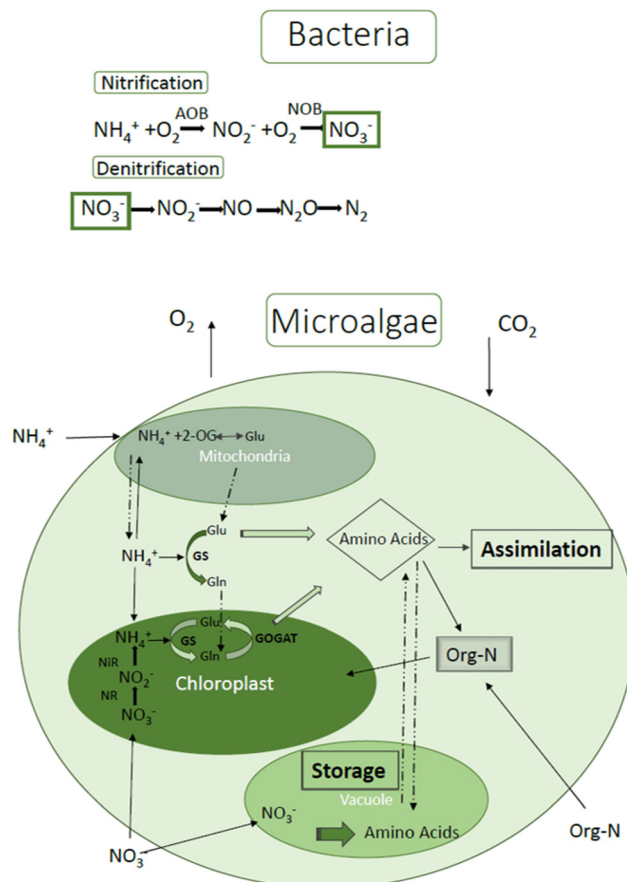 Bacteria
Nitrification
AOB NOB
NH₄⁺ +O₂ NO₂⁻ +O₂ NO₃⁻
Denitrification
NO₃⁻ NO₂⁻ NO N₂O N₂
O₂ Microalgae CO₂
NH₄⁺
NH₄⁺ +2-OG Glu
Mitochondria
Glu
NH₄⁺ GS
Gln
Amino Acids
Assimilation
Glu
NH₄⁺ GS GOGAT
Gln
NiR
NO₂⁻
NR
NO₃⁻
Chloroplast
Org-N
Storage
Vacuole
NO₃⁻
Amino Acids
NO₃⁻
Org-N